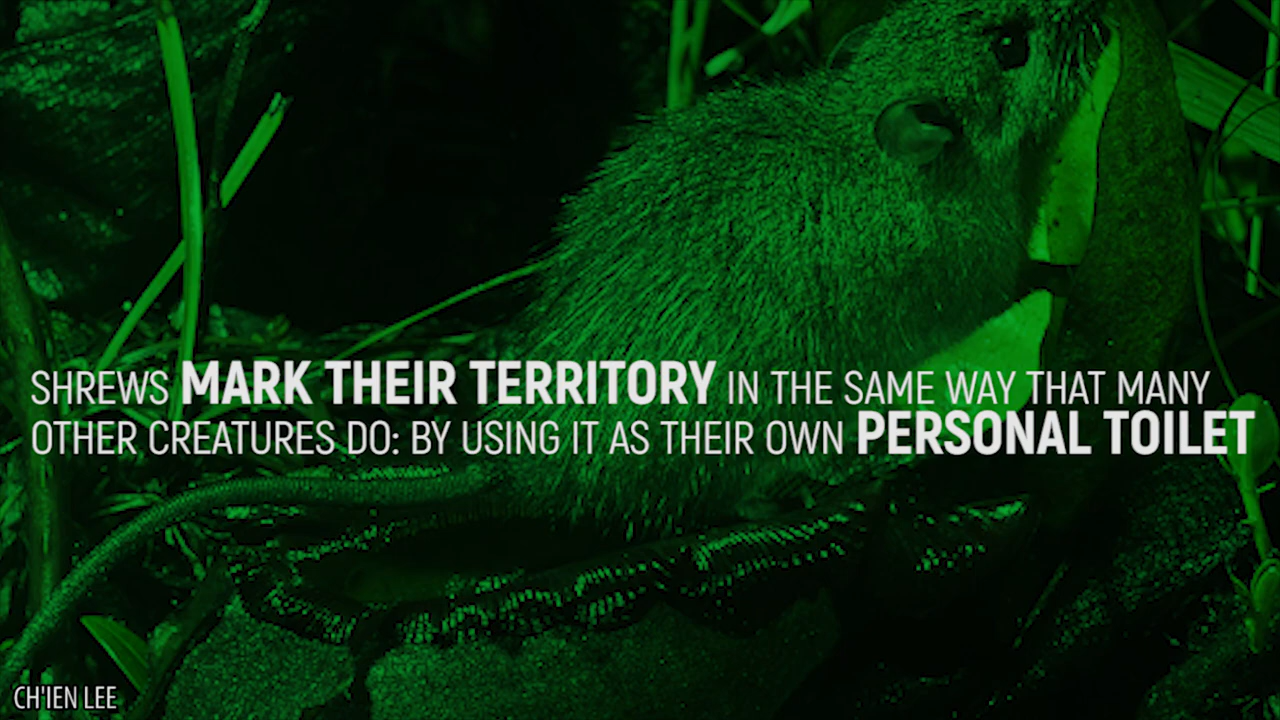 SHREWS MARK THEIR TERRITORY IN THE SAME WAY THAT MANY
OTHER CREATURES DO: BY USING IT AS THEIR OWN PERSONAL TOILET
CH'IEN LEE